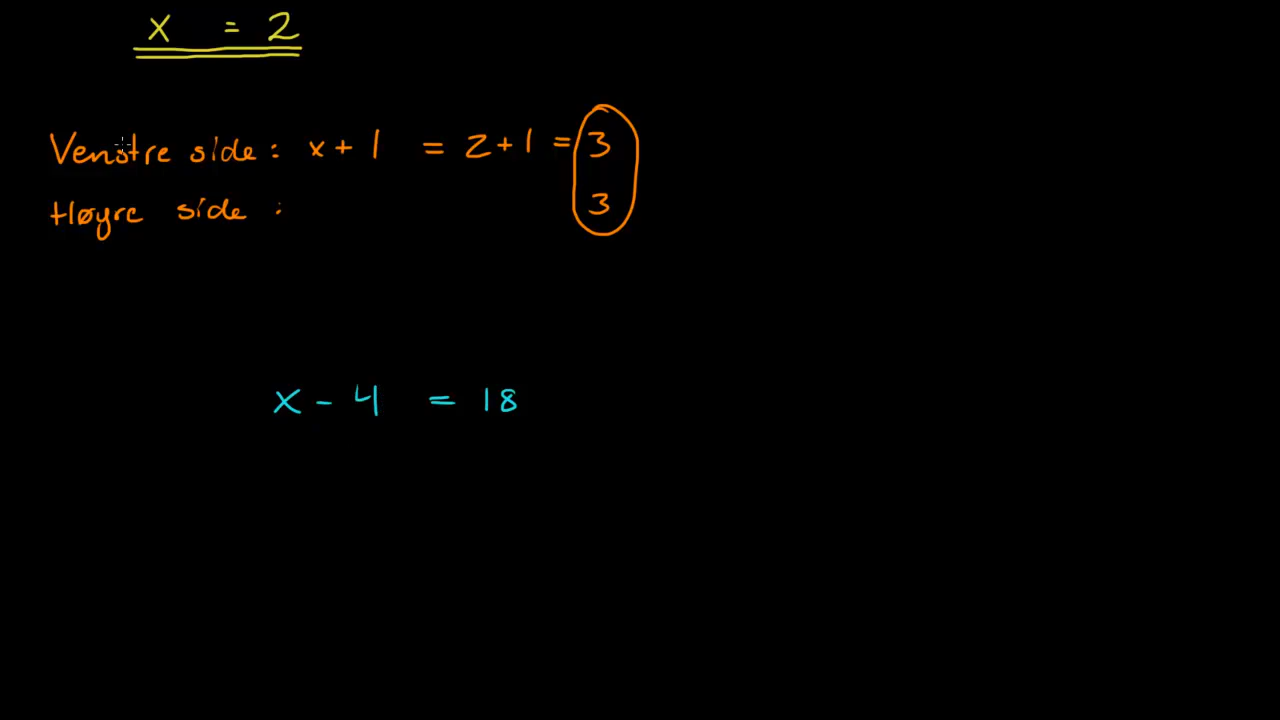 x = 2
Venstre side: x + 1 = 2 + 1 = 3
Høyre side: 3
x - 4 = 18